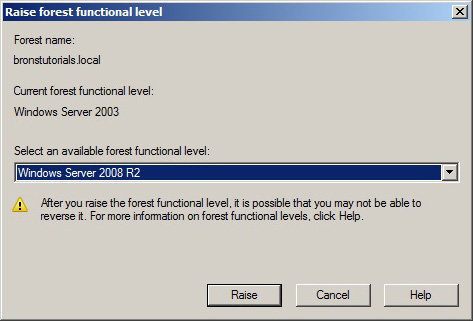 Raise forest functional level
Forest name:
bronstutorials.local
Current forest functional level:
Windows Server 2003
Select an available forest functional level:
Windows Server 2008 R2
After you raise the forest functional level, it is possible that you may not be able to
reverse it. For more information on forest functional levels, click Help.
Raise
Cancel
Help